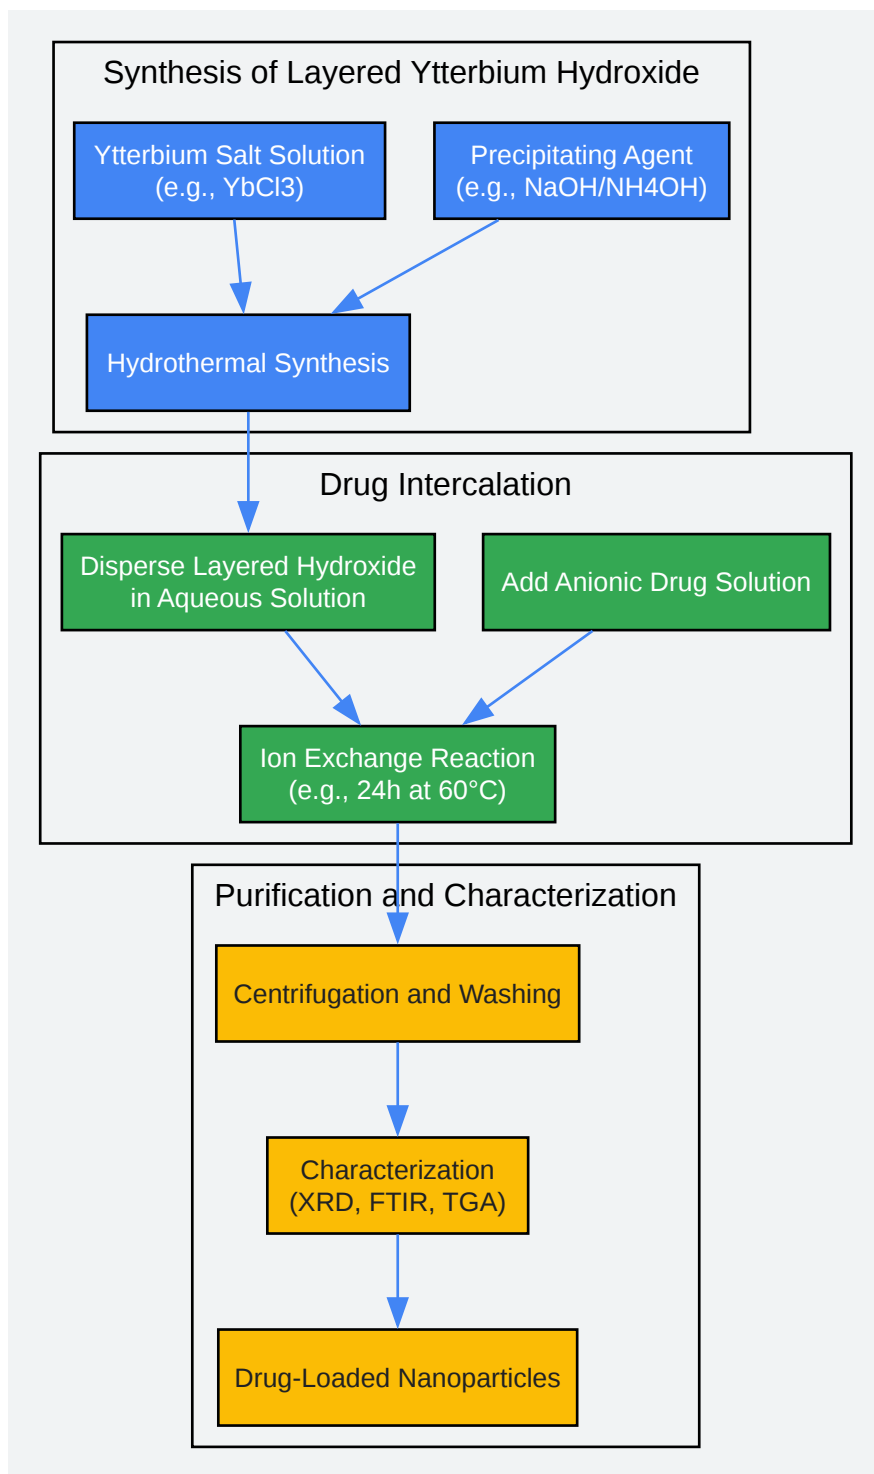 Synthesis of Layered Ytterbium Hydroxide
Ytterbium Salt Solution
(e.g., YbCl3)
Precipitating Agent
(e.g., NaOH/NH4OH)
Hydrothermal Synthesis
Drug Intercalation
Disperse Layered Hydroxide
in Aqueous Solution
Add Anionic Drug Solution
Ion Exchange Reaction
(e.g., 24h at 60°C)
Purification and Characterization
Centrifugation and Washing
Characterization
(XRD, FTIR, TGA)
Drug-Loaded Nanoparticles